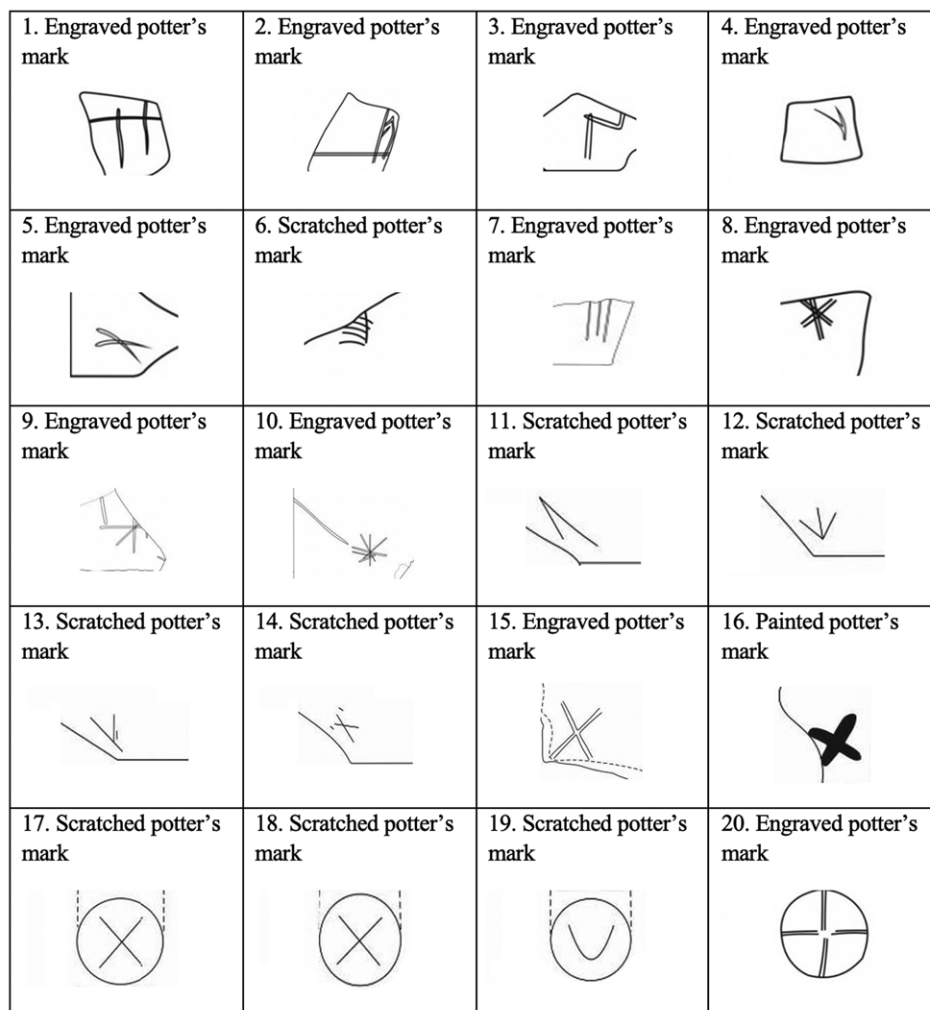 1. Engraved potter’s
mark
2. Engraved potter’s
mark
3. Engraved potter’s
mark
4. Engraved potter’s
mark
5. Engraved potter’s
mark
6. Scratched potter’s
mark
7. Engraved potter’s
mark
8. Engraved potter’s
mark
9. Engraved potter’s
mark
10. Engraved potter’s
mark
11. Scratched potter’s
mark
12. Scratched potter’s
mark
13. Scratched potter’s
mark
14. Scratched potter’s
mark
15. Engraved potter’s
mark
16. Painted potter’s
mark
17. Scratched potter’s
mark
18. Scratched potter’s
mark
19. Scratched potter’s
mark
20. Engraved potter’s
mark